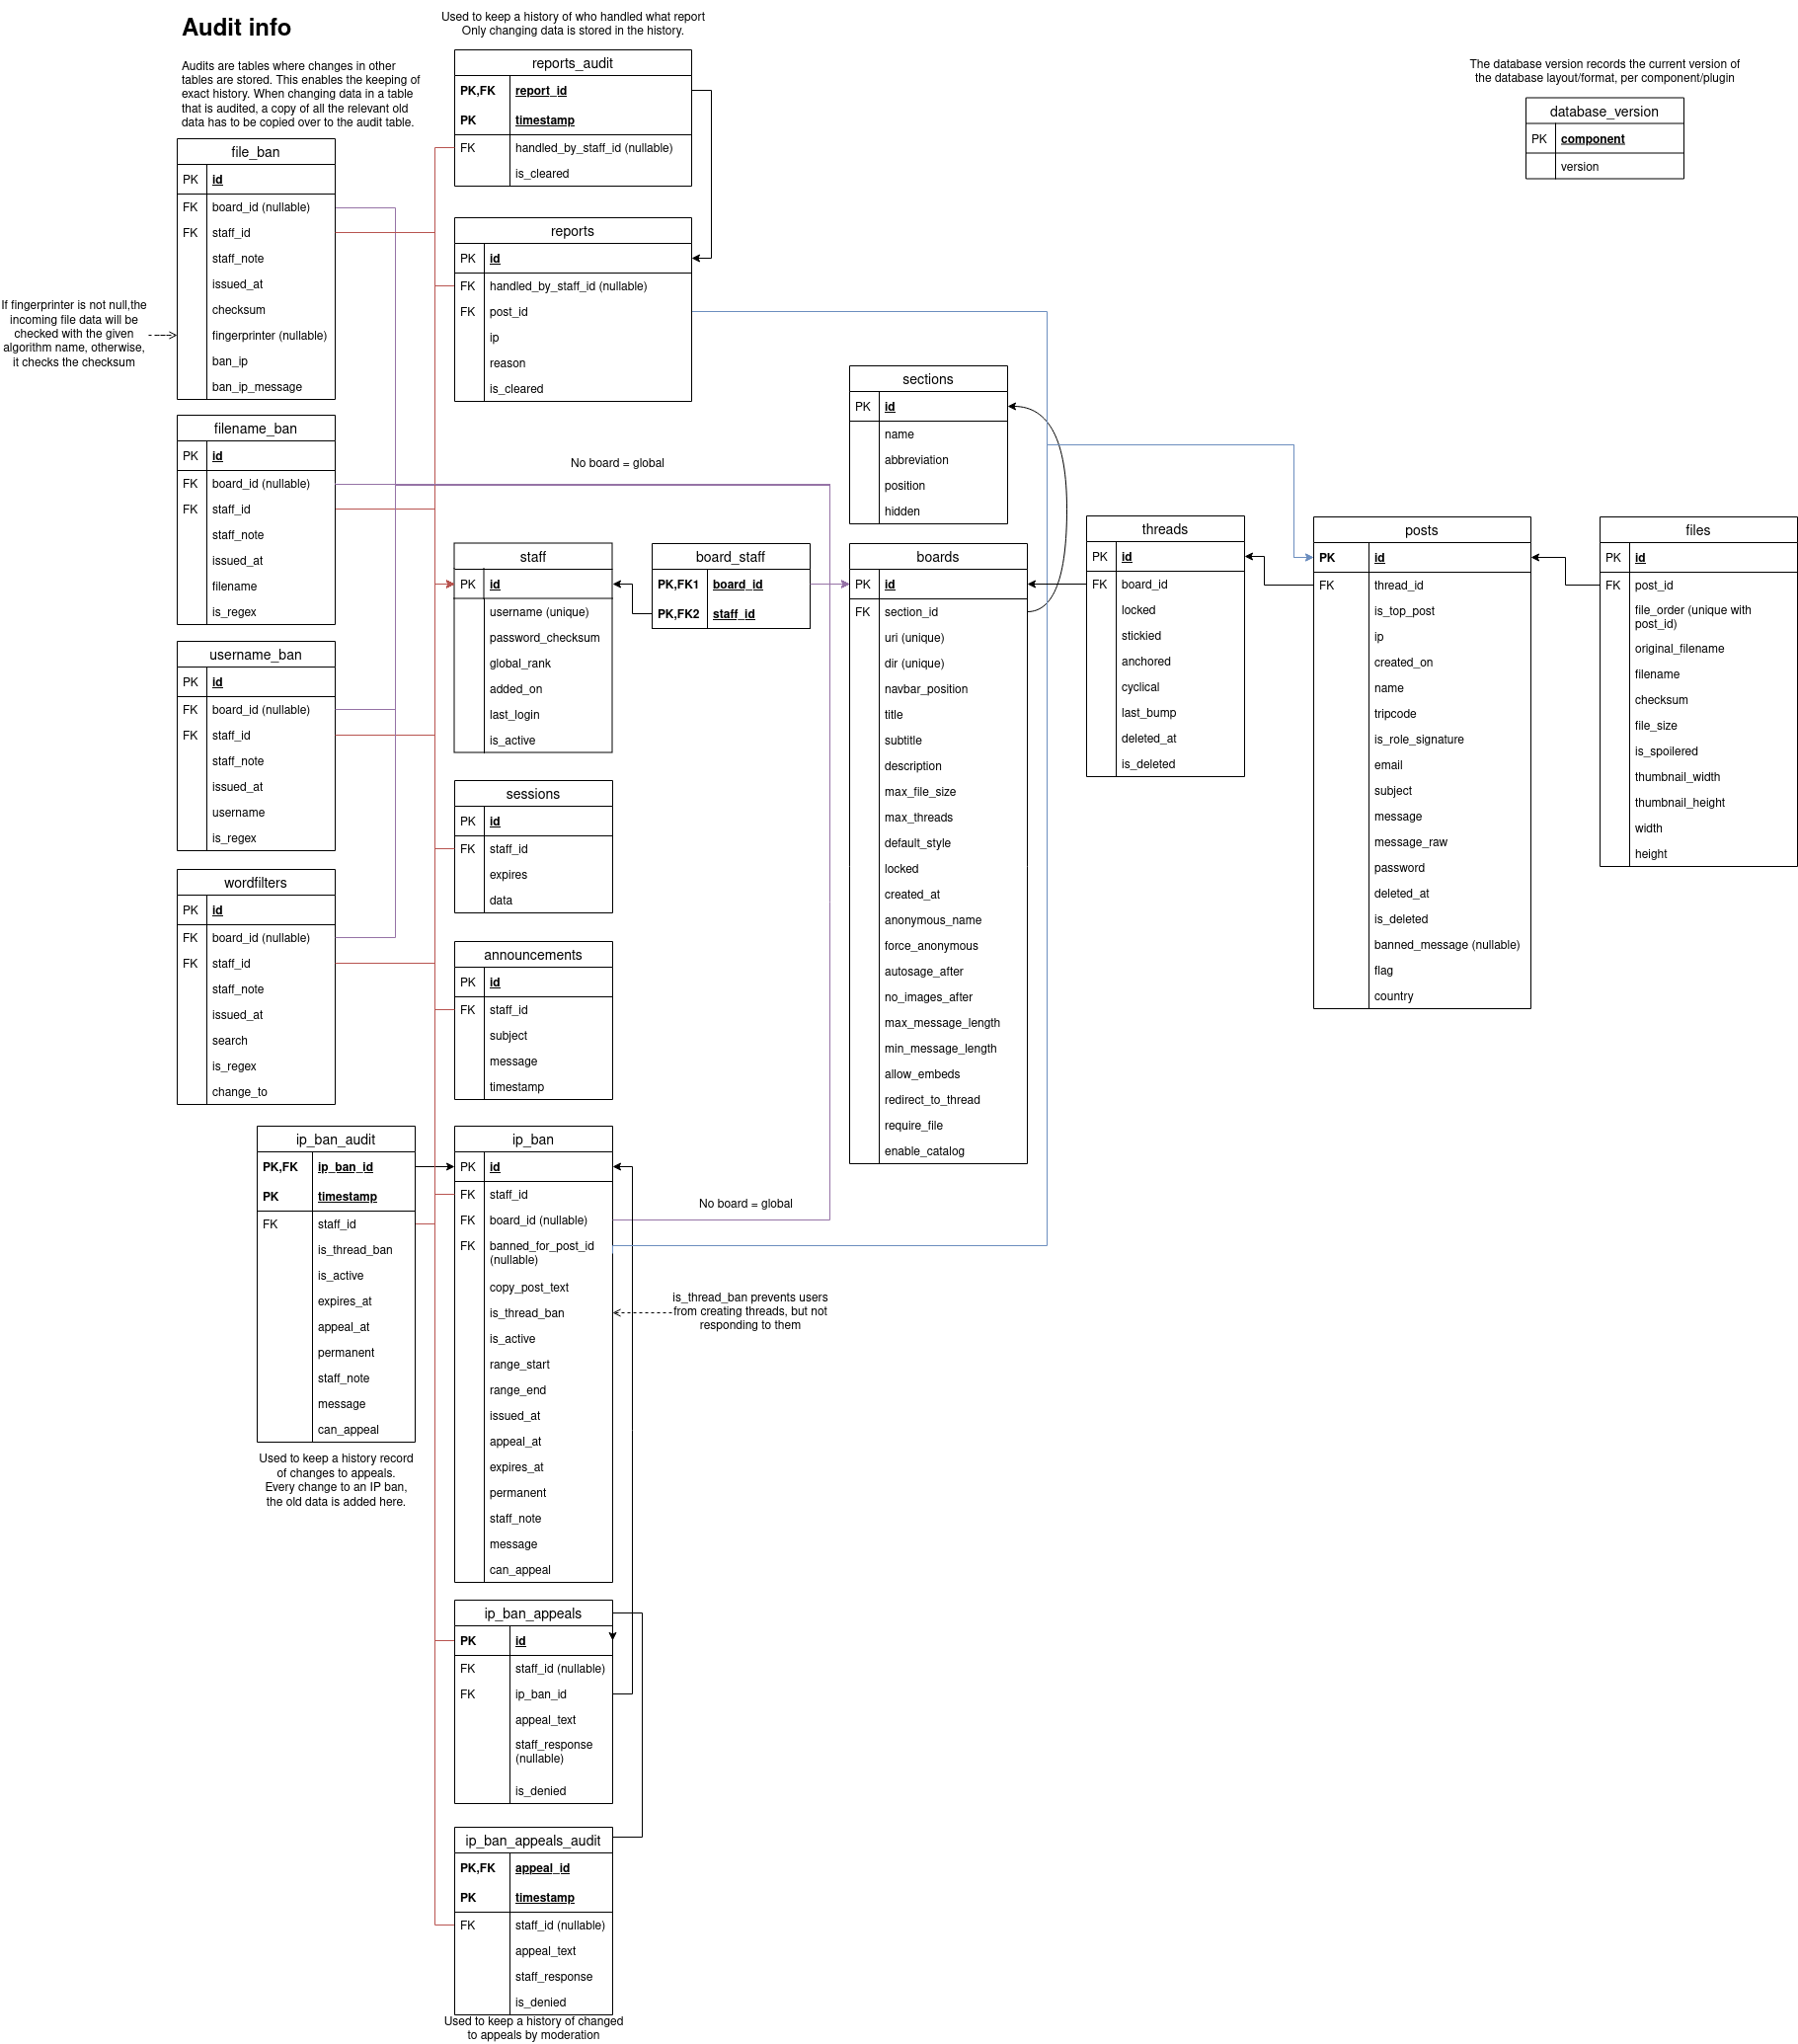 Audit info
Audits are tables where changes in other
tables are stored. This enables the keeping of
exact history. When changing data in a table
that is audited, a copy of all the relevant old
data has to be copied over to the audit table.
Used to keep a history of who handled what report
Only changing data is stored in the history.
The database version records the current version of
the database layout/format, per component/plugin
database_version
PK component
version
reports_audit
PK,FK report_id
PK timestamp
FK handled_by_staff_id (nullable)
is_cleared
reports
PK id
FK handled_by_staff_id (nullable)
FK post_id
ip
reason
is_cleared
file_ban
PK id
FK board_id (nullable)
FK staff_id
staff_note
issued_at
checksum
fingerprinter (nullable)
ban_ip
ban_ip_message
If fingerprinter is not null,the
incoming file data will be
checked with the given
algorithm name, otherwise,
it checks the checksum
filename_ban
PK id
FK board_id (nullable)
FK staff_id
staff_note
issued_at
filename
is_regex
username_ban
PK id
FK board_id (nullable)
FK staff_id
staff_note
issued_at
username
is_regex
wordfilters
PK id
FK board_id (nullable)
FK staff_id
staff_note
issued_at
search
is_regex
change_to
No board = global
staff
PK id
username (unique)
password_checksum
global_rank
added_on
last_login
is_active
board_staff
PK,FK1 board_id
PK,FK2 staff_id
sections
PK id
name
abbreviation
position
hidden
boards
PK id
FK section_id
uri (unique)
dir (unique)
navbar_position
title
subtitle
description
max_file_size
max_threads
default_style
locked
created_at
anonymous_name
force_anonymous
autosage_after
no_images_after
max_message_length
min_message_length
allow_embeds
redirect_to_thread
require_file
enable_catalog
threads
PK id
FK board_id
locked
stickied
anchored
cyclical
last_bump
deleted_at
is_deleted
posts
PK id
FK thread_id
is_top_post
ip
created_on
name
tripcode
is_role_signature
email
subject
message
message_raw
password
deleted_at
is_deleted
banned_message (nullable)
flag
country
files
PK id
FK post_id
file_order (unique with
post_id)
original_filename
filename
checksum
file_size
is_spoilered
thumbnail_width
thumbnail_height
width
height
sessions
PK id
FK staff_id
expires
data
announcements
PK id
FK staff_id
subject
message
timestamp
ip_ban_audit
PK,FK ip_ban_id
PK timestamp
FK staff_id
is_thread_ban
is_active
expires_at
appeal_at
permanent
staff_note
message
can_appeal
Used to keep a history record
of changes to appeals.
Every change to an IP ban,
the old data is added here.
ip_ban
PK id
FK staff_id
FK board_id (nullable)
FK banned_for_post_id
(nullable)
copy_post_text
is_thread_ban
is_active
range_start
range_end
issued_at
appeal_at
expires_at
permanent
staff_note
message
can_appeal
No board = global
is_thread_ban prevents users
from creating threads, but not
responding to them
ip_ban_appeals
PK id
FK staff_id (nullable)
FK ip_ban_id
appeal_text
staff_response
(nullable)
is_denied
ip_ban_appeals_audit
PK,FK appeal_id
PK timestamp
FK staff_id (nullable)
appeal_text
staff_response
is_denied
Used to keep a history of changed
to appeals by moderation